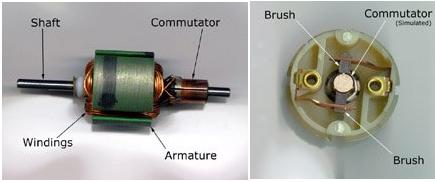 Shaft
Commutator
Windings
Armature
Brush
Commutator
(Simulated)
Brush